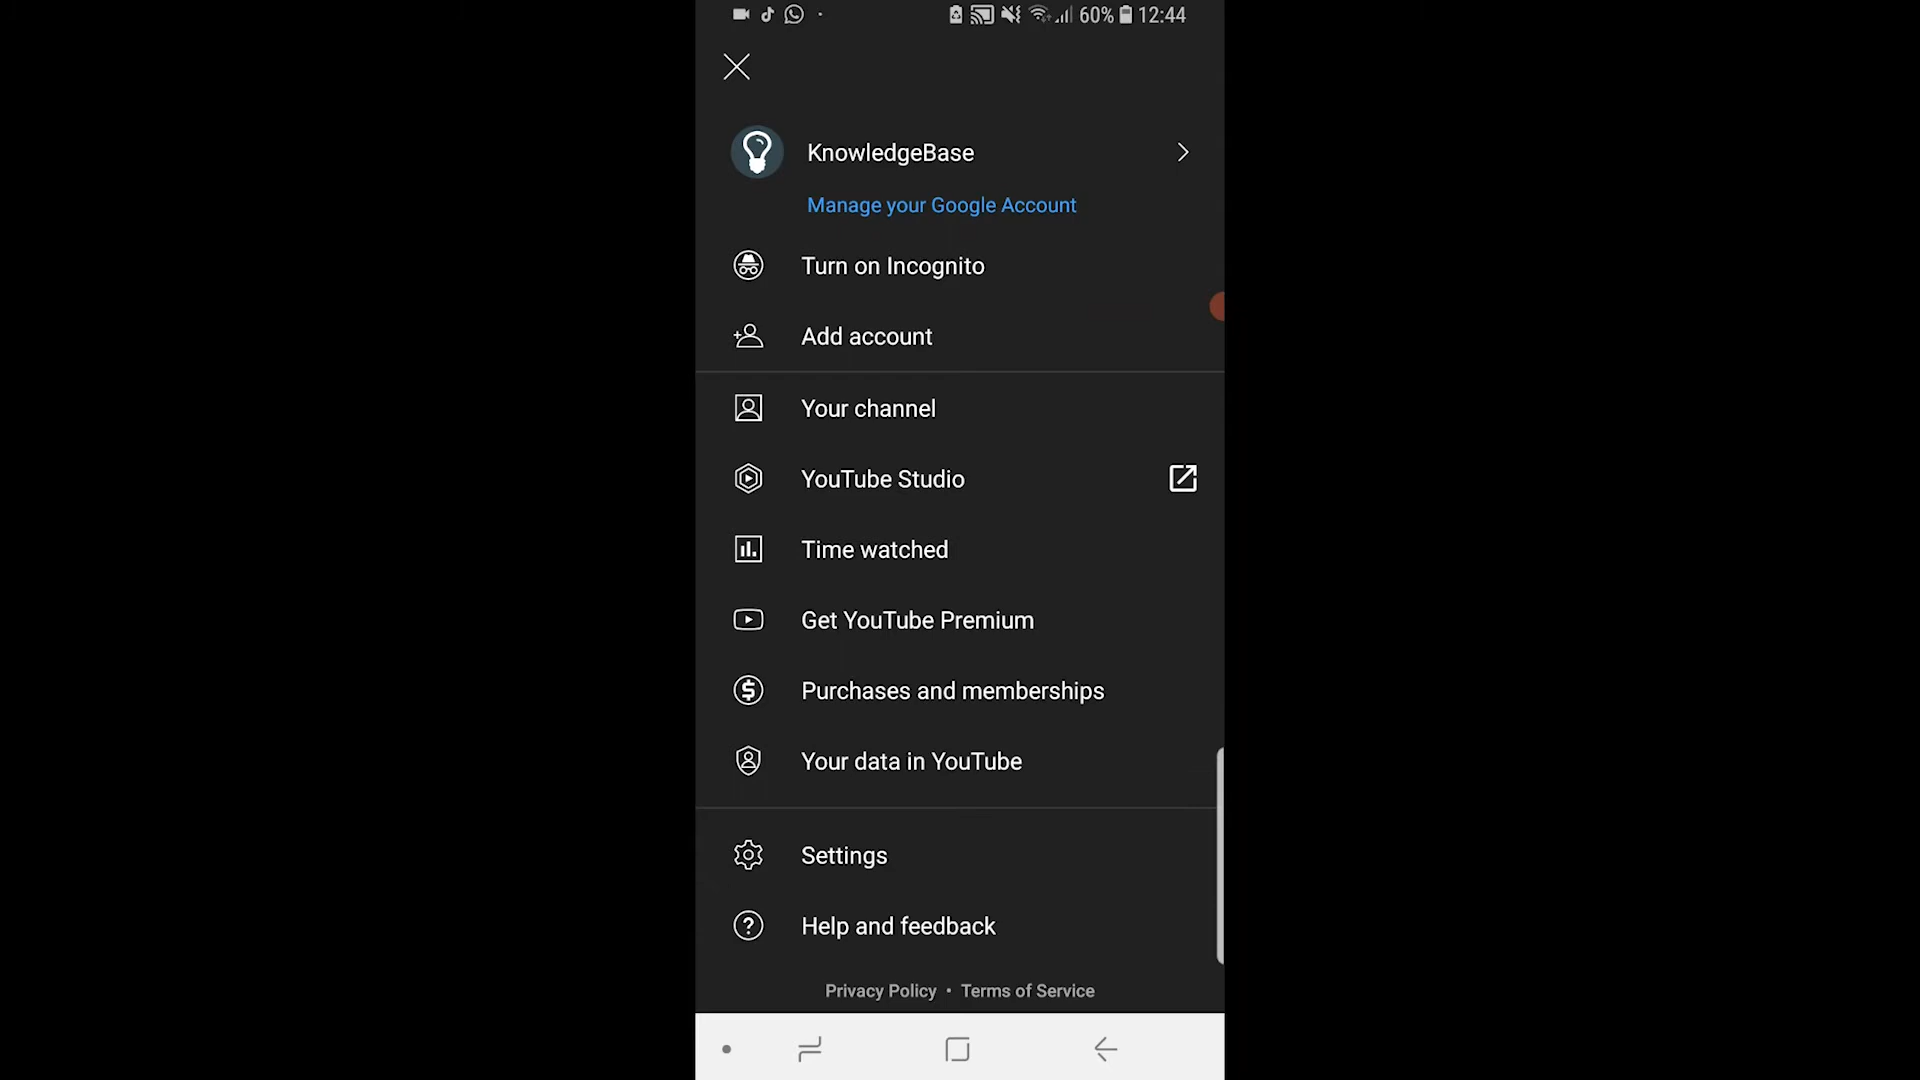 60% 12:44
KnowledgeBase
Manage your Google Account
Turn on Incognito
Add account
Your channel
YouTube Studio
Time watched
Get YouTube Premium
Purchases and memberships
Your data in YouTube
Settings
Help and feedback
Privacy Policy • Terms of Service